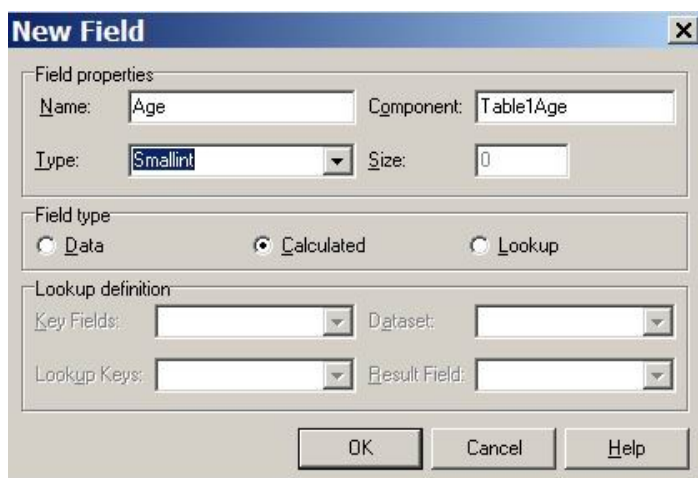 New Field
Field properties
Name: Age Component: Table1Age
Type: Smallint Size: 0
Field type
Data Calculated Lookup
Lookup definition
Key Fields: Dataset:
Lookup Keys: Result Field:
OK Cancel Help